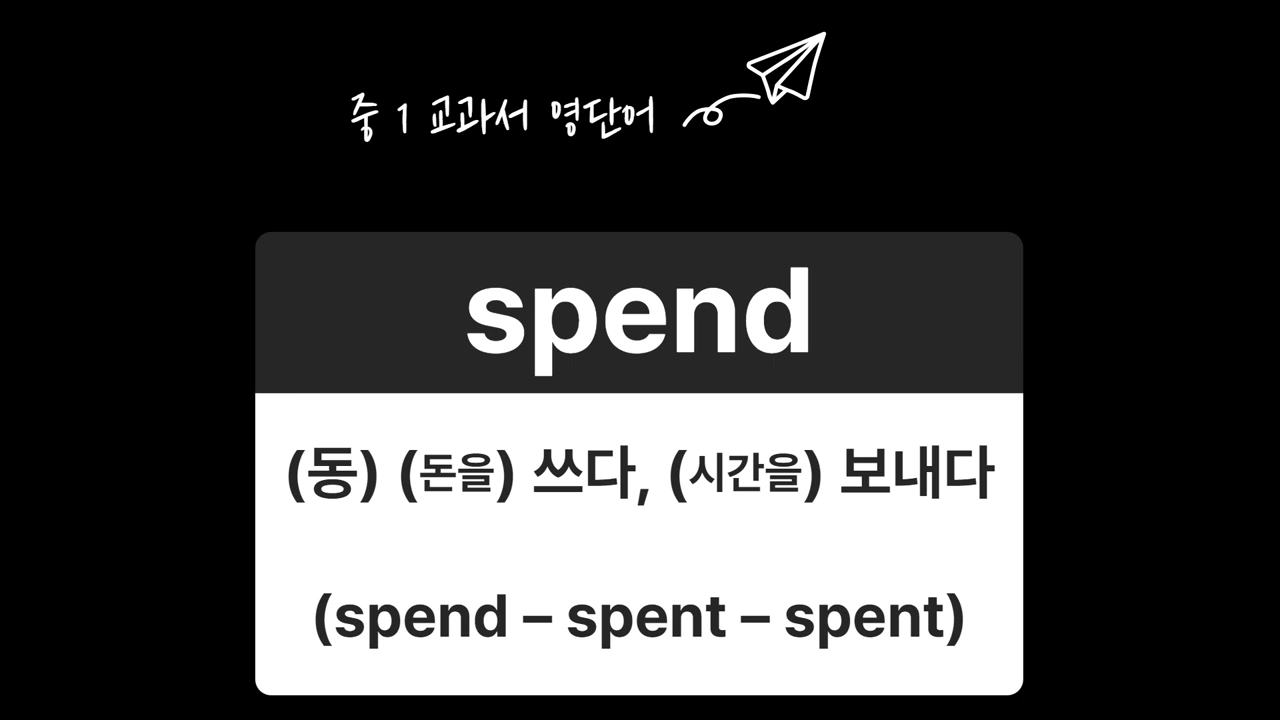 중 1 교과서 영단어
spend
(동) (돈을) 쓰다, (시간을) 보내다
(spend – spent – spent)